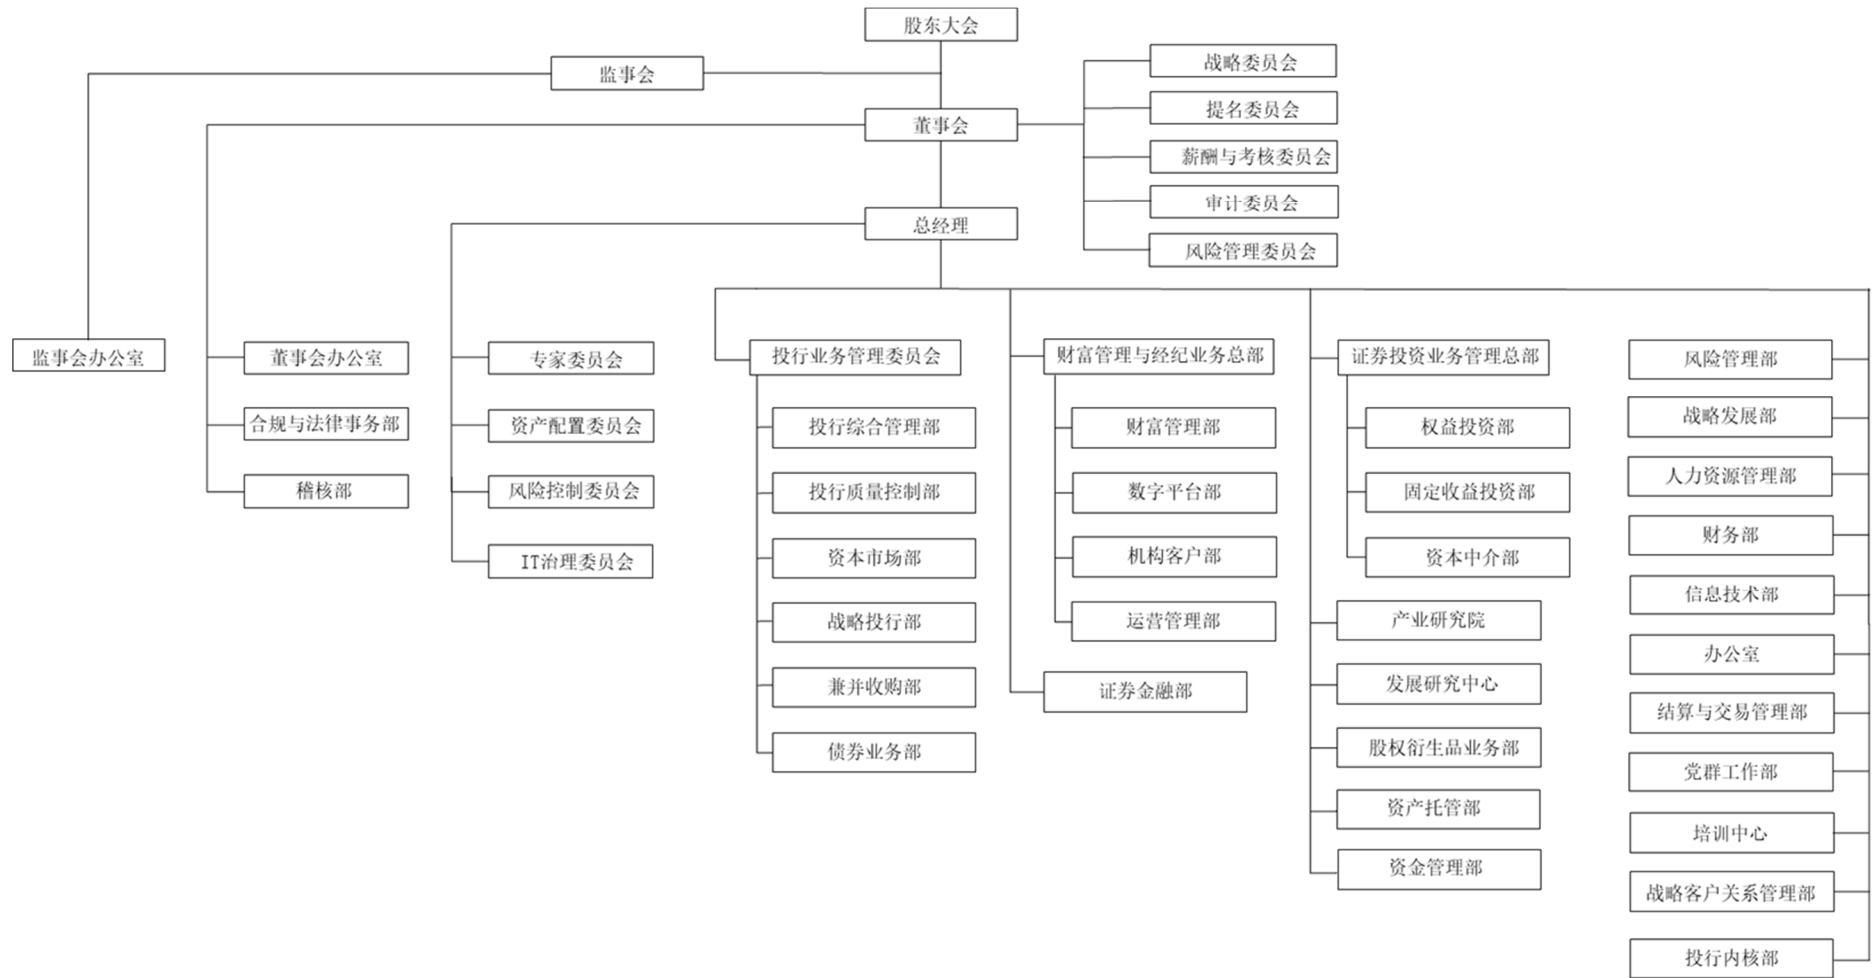 股东大会
监事会
董事会
总经理
战略委员会
提名委员会
薪酬与考核委员会
审计委员会
风险管理委员会
监事会办公室
董事会办公室
合规与法律事务部
稽核部
专家委员会
资产配置委员会
风险控制委员会
IT治理委员会
投行业务管理委员会
投行综合管理部
投行质量控制部
资本市场部
战略投行部
兼并收购部
债券业务部
财富管理与经纪业务总部
财富管理部
数字平台部
机构客户部
运营管理部
证券金融部
证券投资业务管理总部
权益投资部
固定收益投资部
资本中介部
产业研究院
发展研究中心
股权衍生品业务部
资产托管部
资金管理部
风险管理部
战略发展部
人力资源管理部
财务部
信息技术部
办公室
结算与交易管理部
党群工作部
培训中心
战略客户关系管理部
投行内核部